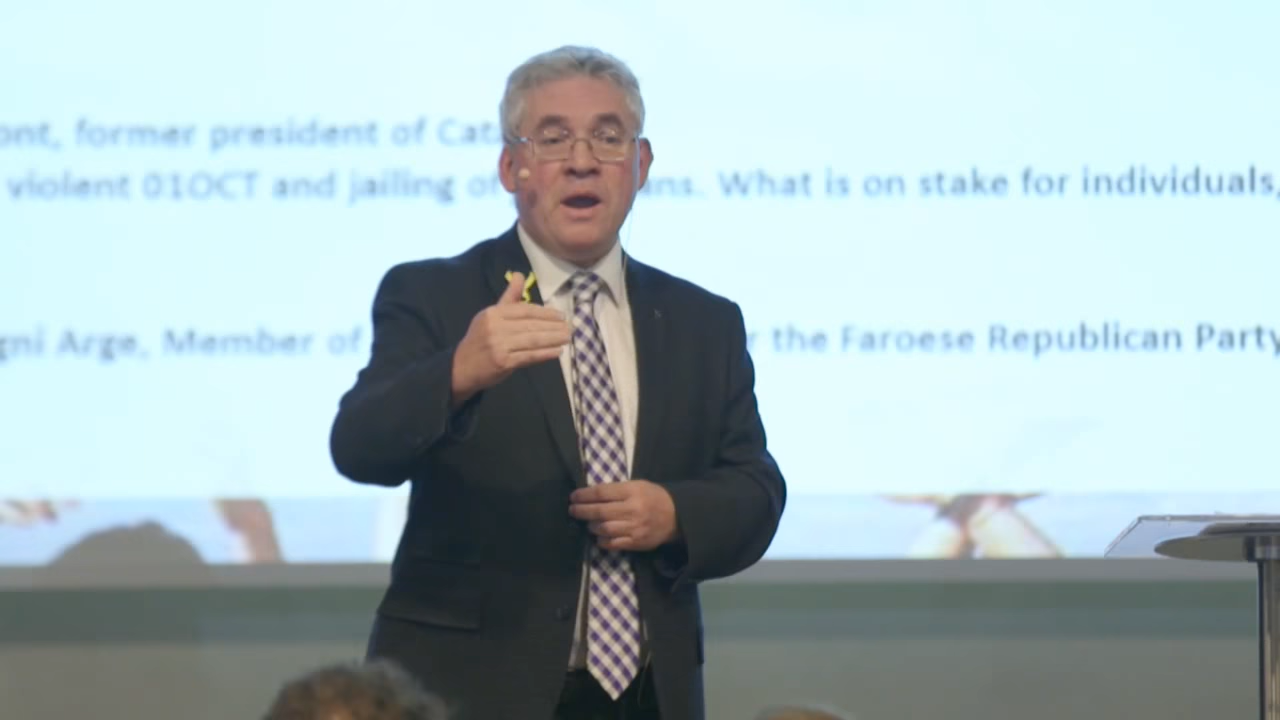 ont, former president of Cat
violent 01OCT and jailing of ans. What is on stake for individuals,
gni Arge, Member of r the Faroese Republican Party